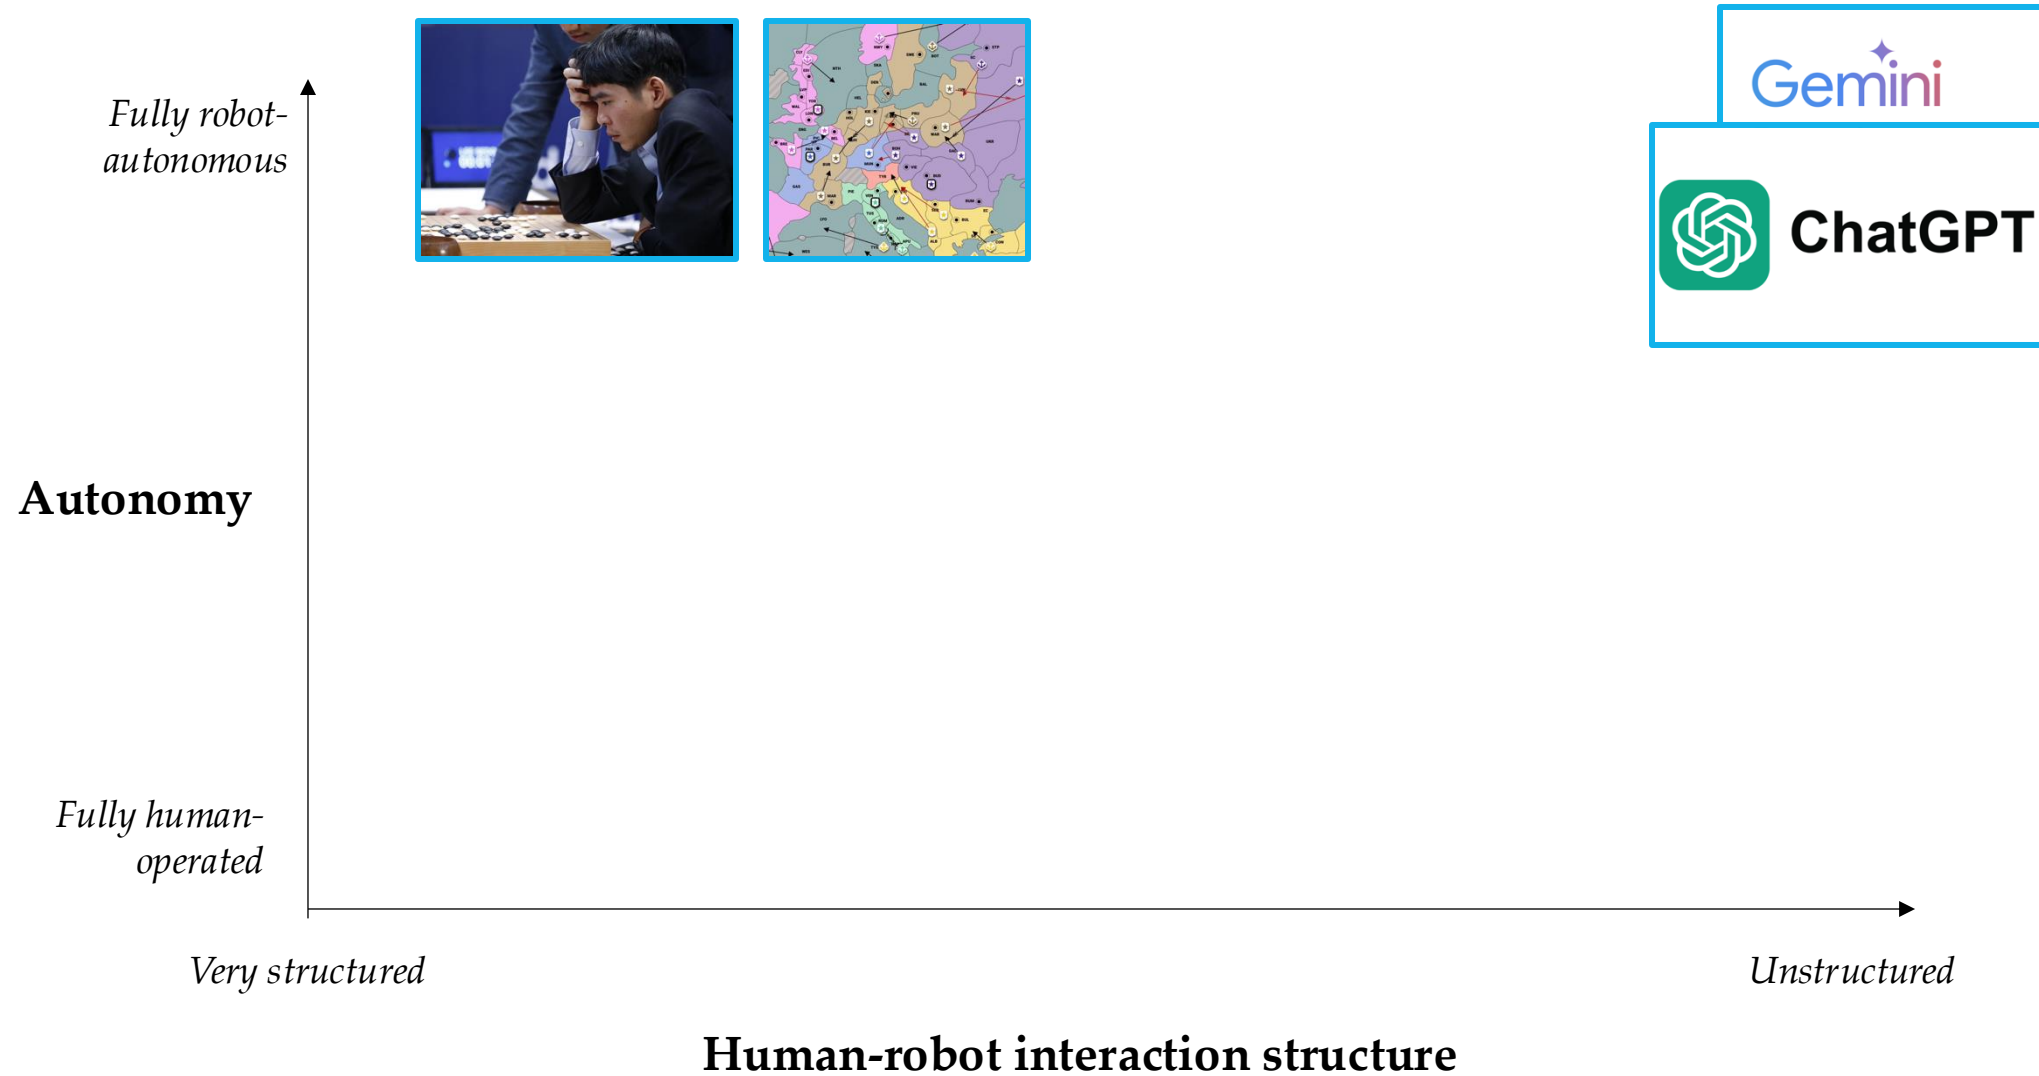 Gemini
Fully robot-
autonomous
ChatGPT
Autonomy
Fully human-
operated
Very structured
Unstructured
Human-robot interaction structure